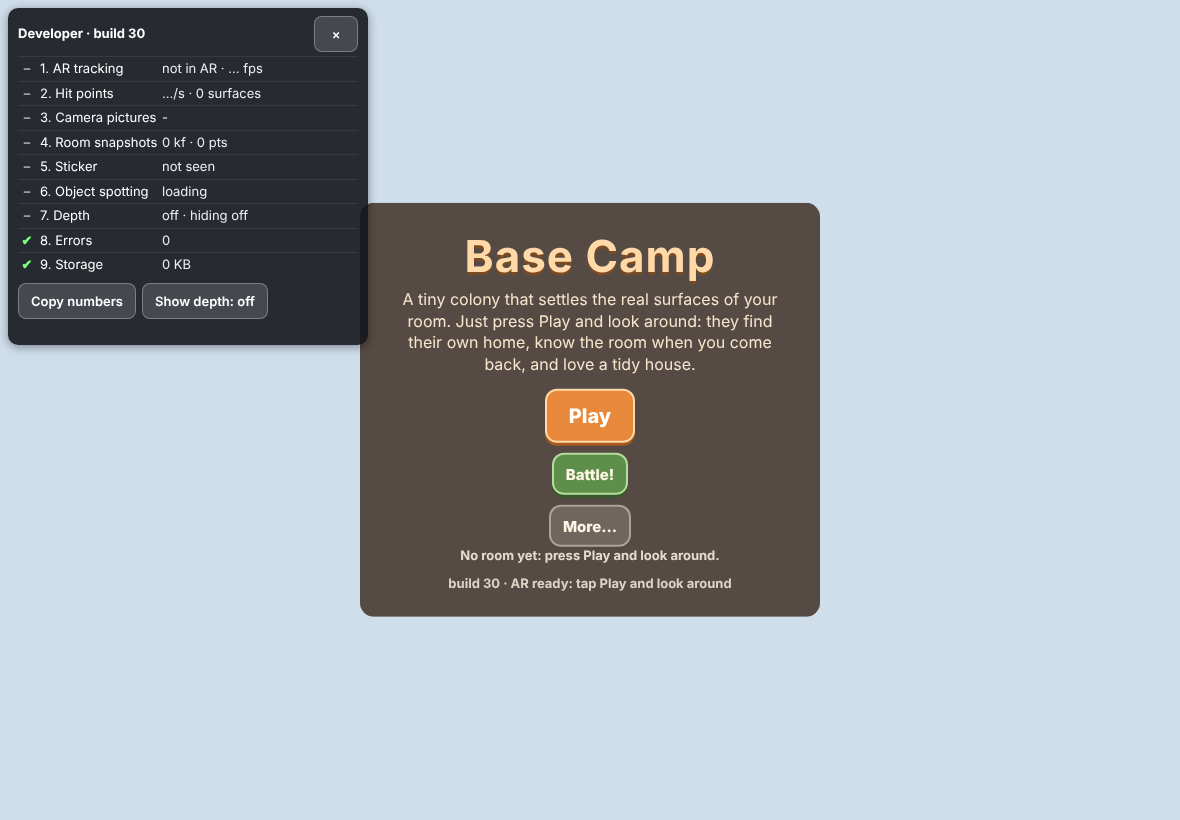 Developer · build 30
×
– 1. AR tracking not in AR · ... fps
– 2. Hit points .../s · 0 surfaces
– 3. Camera pictures -
– 4. Room snapshots 0 kf · 0 pts
– 5. Sticker not seen
– 6. Object spotting loading
– 7. Depth off · hiding off
✔ 8. Errors 0
✔ 9. Storage 0 KB
Copy numbers Show depth: off
Base Camp
A tiny colony that settles the real surfaces of your
room. Just press Play and look around: they find
their own home, know the room when you come
back, and love a tidy house.
Play
Battle!
More...
No room yet: press Play and look around.
build 30 · AR ready: tap Play and look around